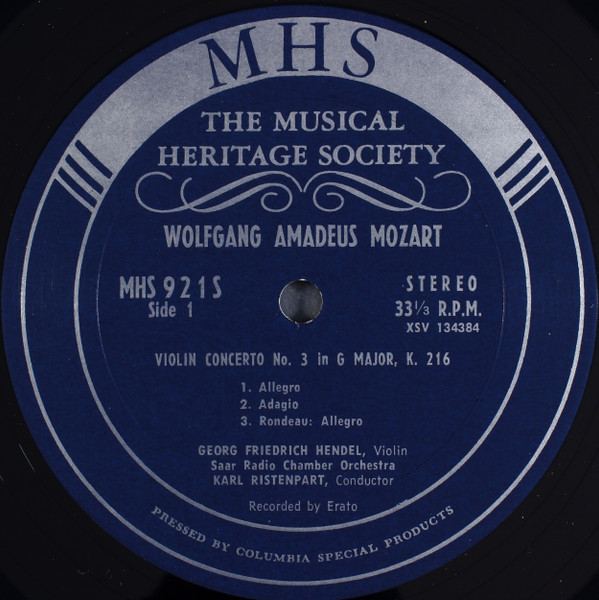 MHS
THE MUSICAL
HERITAGE SOCIETY
WOLFGANG AMADEUS MOZART
MHS 921S
Side 1
STEREO
33 1/3 R.P.M.
XSV 134384
VIOLIN CONCERTO No. 3 in G MAJOR, K. 216
1. Allegro
2. Adagio
3. Rondeau: Allegro
GEORG FRIEDRICH HENDEL, Violin
Saar Radio Chamber Orchestra
KARL RISTENPART, Conductor
Recorded by Erato
PRESSED BY COLUMBIA SPECIAL PRODUCTS